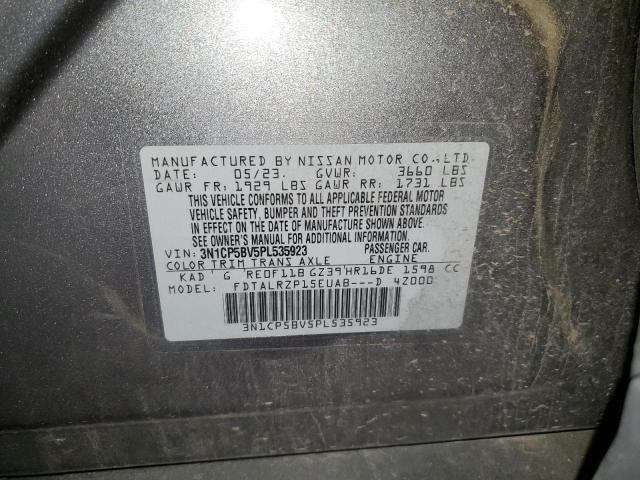 MANUFACTURED BY NISSAN MOTOR CO.,LTD.
DATE: 05/23. GVWR: 3660 LBS
GAWR FR: 1929 LBS GAWR RR: 1731 LBS
THIS VEHICLE CONFORMS TO ALL APPLICABLE FEDERAL MOTOR
VEHICLE SAFETY, BUMPER AND THEFT PREVENTION STANDARDS
IN EFFECT ON DATE OF MANUFACTURE SHOWN ABOVE.
SEE OWNER'S MANUAL FOR ADDITIONAL INFORMATION.
VIN: 3N1CP5BV5PL535923 PASSENGER CAR.
COLOR TRIM TRANS AXLE ENGINE
KAD G RE0F11B GZ39 HR16DE 1598 CC
MODEL: FDTALRZP15EUAB---D 4Z000
3N1CP5BV5PL535923